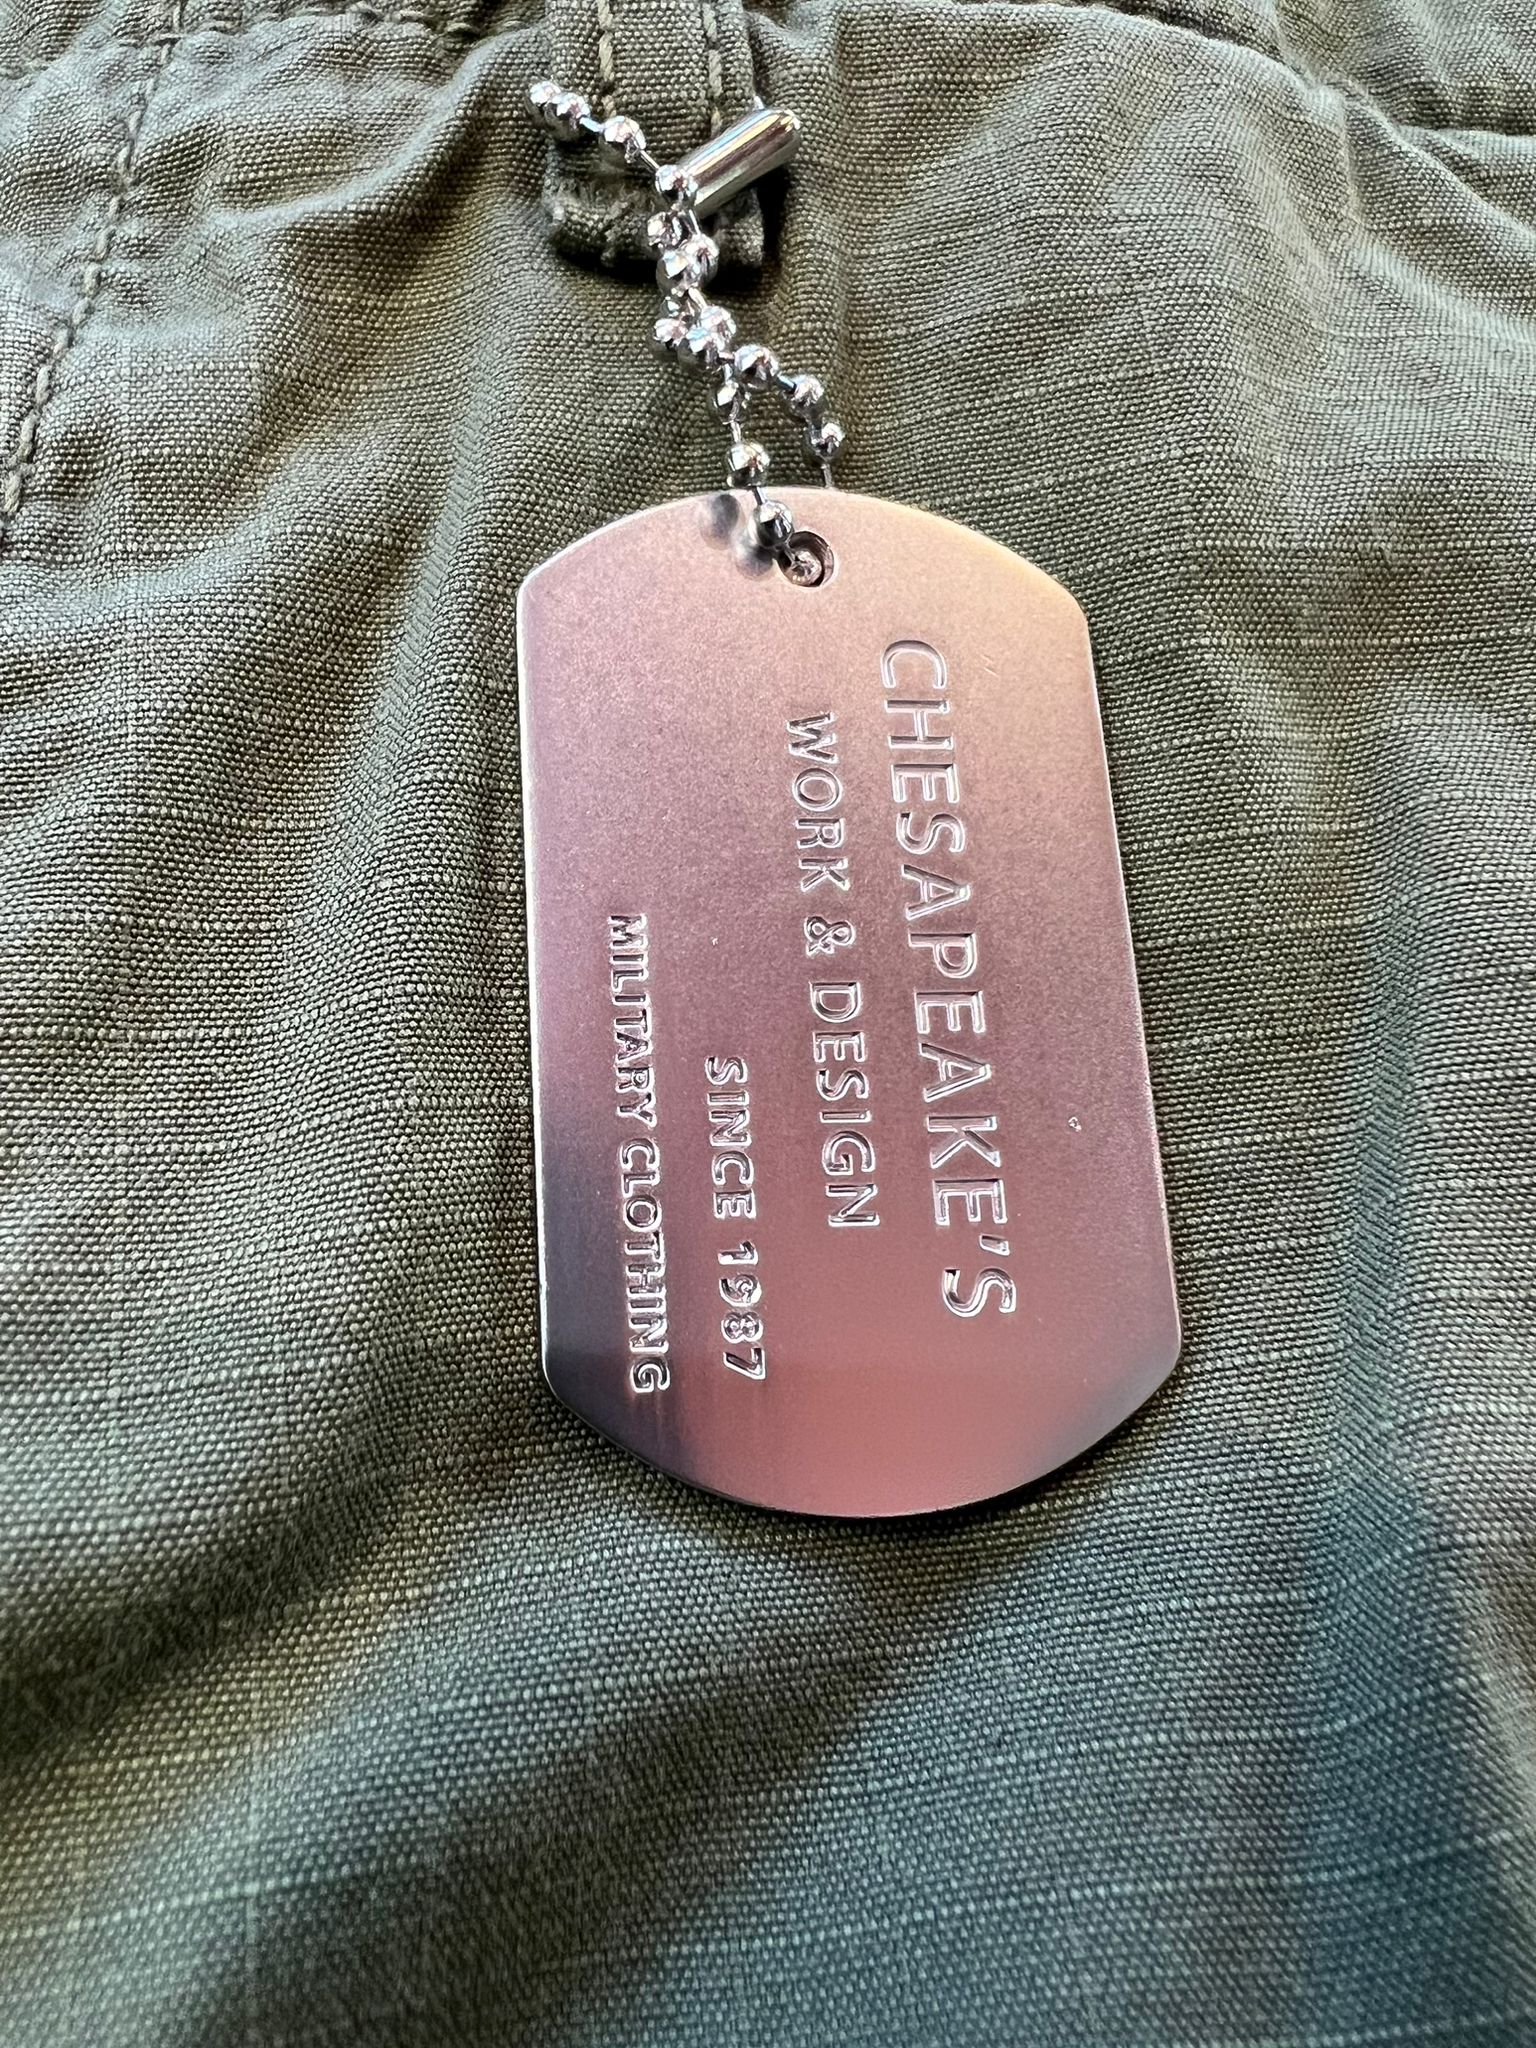 CHESAPEAKE'S
WORK & DESIGN
SINCE 1987
MILITARY CLOTHING